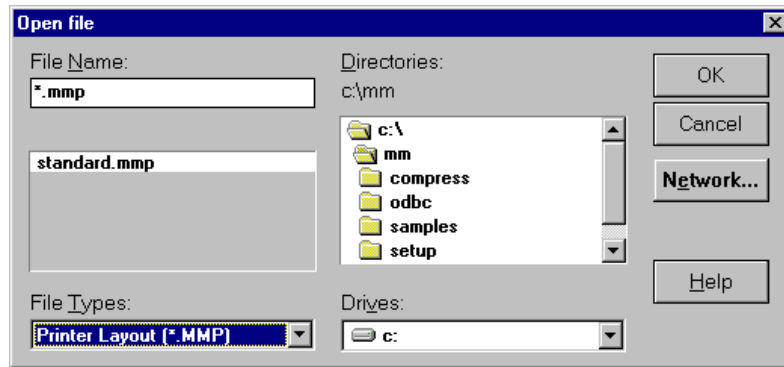 Open file
File Name:
*.mmp
standard.mmp
File Types:
Printer Layout (*.MMP)
Directories:
c:\mm
c:\
mm
compress
odbc
samples
setup
Drives:
c:
OK
Cancel
Network...
Help